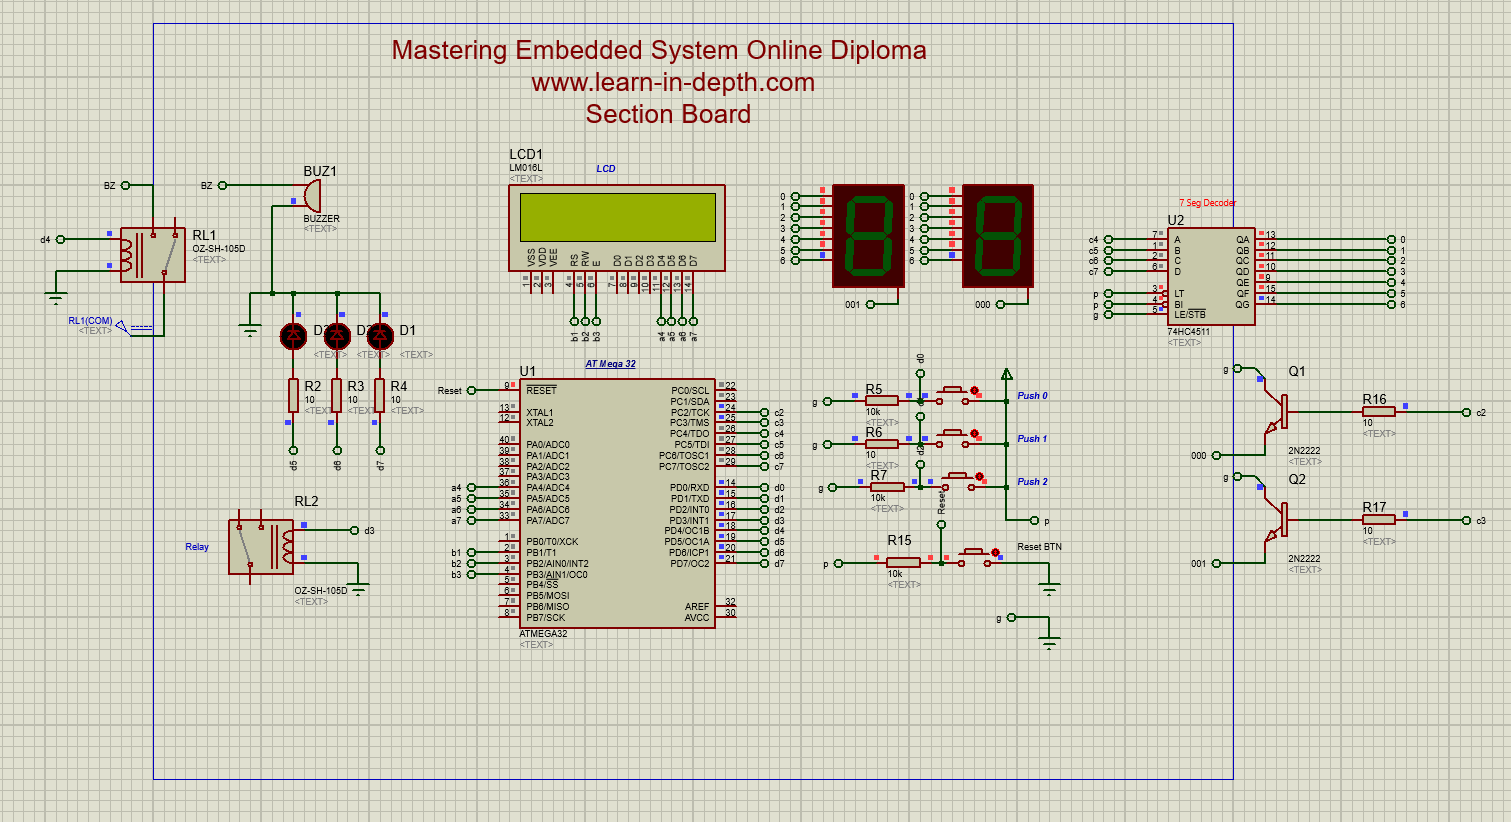 Mastering Embedded System Online Diploma
www.learn-in-depth.com
Section Board
BZ
d4
RL1
OZ-SH-105D
<TEXT>
RL1(COM)
<TEXT>
BZ
BUZ1
BUZZER
<TEXT>
D2
<TEXT>
D1
<TEXT>
<TEXT>
R2
10
<TEXT>
R3
10
<TEXT>
R4
10
<TEXT>
d5
d6
d7
Relay
RL2
d3
OZ-SH-105D
<TEXT>
LCD1
LM016L
<TEXT>
LCD
VSS
VDD
VEE
RS
RW
E
D0
D1
D2
D3
D4
D5
D6
D7
1
2
3
4
5
6
7
8
9
10
11
12
13
14
b1
b2
b3
a4
a5
a6
a7
AT Mega 32
U1
Reset
9
RESET
13
XTAL1
12
XTAL2
40
PA0/ADC0
39
PA1/ADC1
38
PA2/ADC2
37
PA3/ADC3
a4
36
PA4/ADC4
a5
35
PA5/ADC5
a6
34
PA6/ADC6
a7
33
PA7/ADC7
1
PB0/T0/XCK
b1
2
PB1/T1
b2
3
PB2/AIN0/INT2
b3
4
PB3/AIN1/OC0
5
PB4/SS
6
PB5/MOSI
7
PB6/MISO
8
PB7/SCK
PC0/SCL
22
PC1/SDA
23
PC2/TCK
24
c2
PC3/TMS
25
c3
PC4/TDO
26
c4
PC5/TDI
27
c5
PC6/TOSC1
28
c6
PC7/TOSC2
29
c7
PD0/RXD
14
d0
PD1/TXD
15
d1
PD2/INT0
16
d2
PD3/INT1
17
d3
PD4/OC1B
18
d4
PD5/OC1A
19
d5
PD6/ICP1
20
d6
PD7/OC2
21
d7
AREF
32
AVCC
30
ATMEGA32
<TEXT>
0
1
2
3
4
5
6
001
0
1
2
3
4
5
6
000
d0
g
R5
10k
<TEXT>
Push 0
g
R6
10
<TEXT>
Push 1
g
R7
10k
<TEXT>
Push 2
Reset
p
p
R15
10k
<TEXT>
Reset BTN
g
7 Seg Decoder
U2
c4
7
A
c5
1
B
c6
2
C
c7
6
D
p
3
LT
p
4
BI
g
5
LE/STB
QA
13
0
QB
12
1
QC
11
2
QD
10
3
QE
9
4
QF
15
5
QG
14
6
74HC4511
<TEXT>
g
Q1
000
2N2222
<TEXT>
R16
10
<TEXT>
c2
g
Q2
001
2N2222
<TEXT>
R17
10
<TEXT>
c3